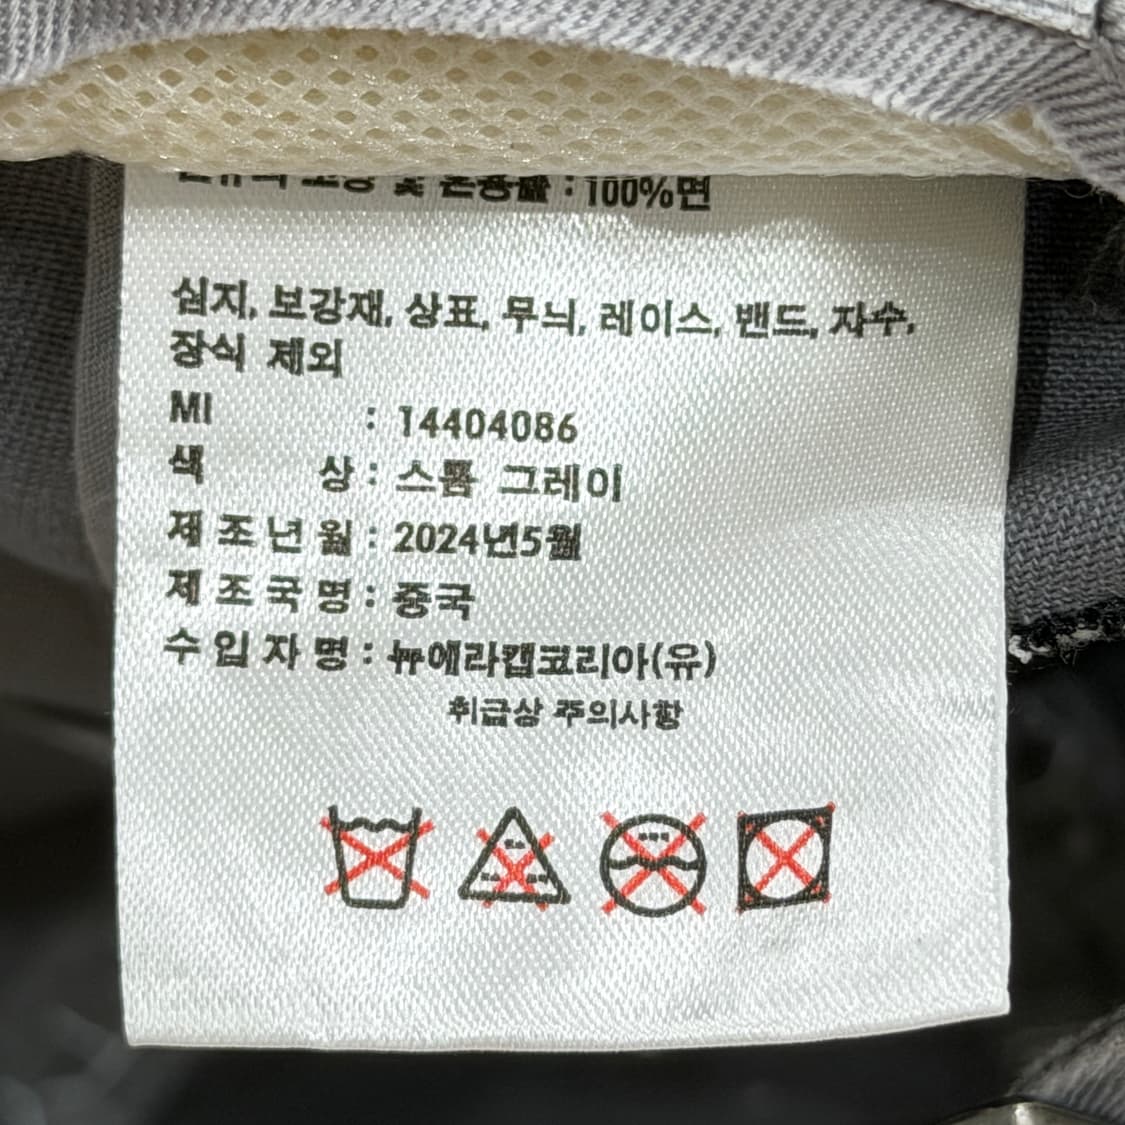 : 100%면
심지, 보강재, 상표, 무늬, 레이스, 밴드, 자수,
장식 제외
MI : 14404086
색 상 : 스톰 그레이
제 조 년 월 : 2024년5월
제 조 국 명 : 중국
수 입 자 명 : 뉴에라캡코리아(유)
취급상 주의사항